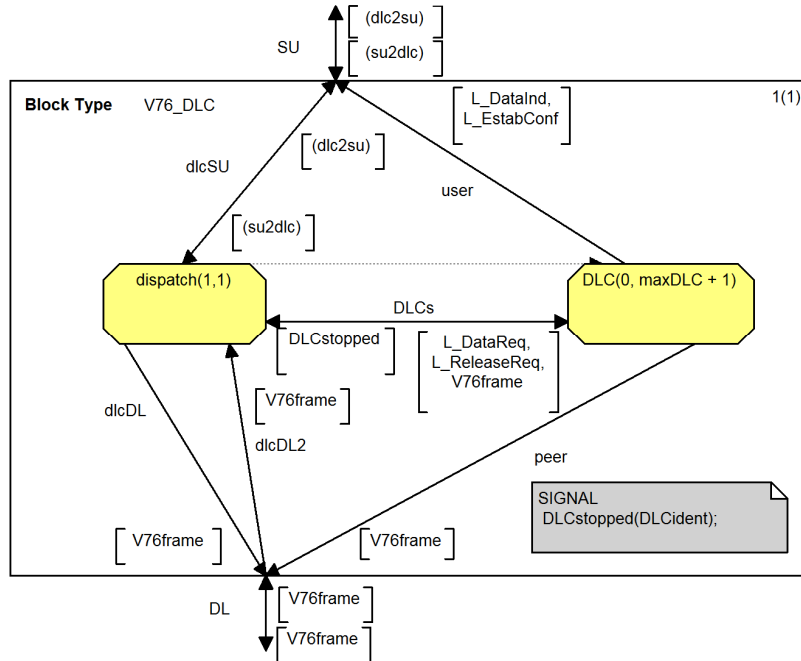 (dlc2su)
SU
(su2dlc)
Block Type V76_DLC
1(1)
L_DataInd,
L_EstabConf
(dlc2su)
dlcSU
user
(su2dlc)
dispatch(1,1)
DLC(0, maxDLC + 1)
DLCs
DLCstopped
L_DataReq,
L_ReleaseReq,
V76frame
V76frame
dlcDL
dlcDL2
peer
SIGNAL
DLCstopped(DLCident);
V76frame
V76frame
DL
V76frame
V76frame